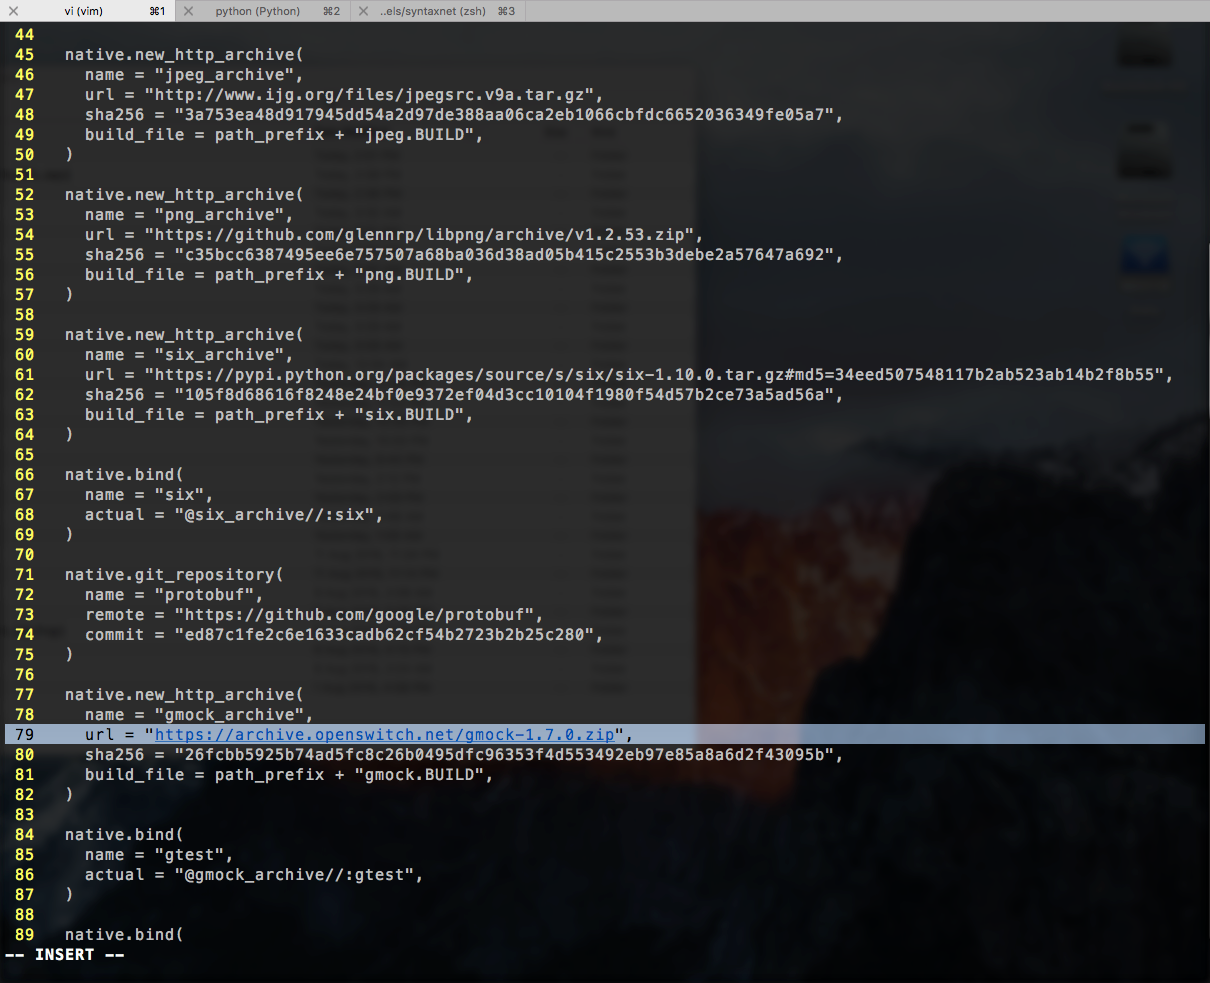 vi (vim) ⌘1 python (Python) ⌘2 ..els/syntaxnet (zsh) ⌘3
44
45 native.new_http_archive(
46 name = "jpeg_archive",
47 url = "http://www.ijg.org/files/jpegsrc.v9a.tar.gz",
48 sha256 = "3a753ea48d917945dd54a2d97de388aa06ca2eb1066cbfdc6652036349fe05a7",
49 build_file = path_prefix + "jpeg.BUILD",
50 )
51
52 native.new_http_archive(
53 name = "png_archive",
54 url = "https://github.com/glennrp/libpng/archive/v1.2.53.zip",
55 sha256 = "c35bcc6387495ee6e757507a68ba036d38ad05b415c2553b3debe2a57647a692",
56 build_file = path_prefix + "png.BUILD",
57 )
58
59 native.new_http_archive(
60 name = "six_archive",
61 url = "https://pypi.python.org/packages/source/s/six/six-1.10.0.tar.gz#md5=34eed507548117b2ab523ab14b2f8b55",
62 sha256 = "105f8d68616f8248e24bf0e9372ef04d3cc10104f1980f54d57b2ce73a5ad56a",
63 build_file = path_prefix + "six.BUILD",
64 )
65
66 native.bind(
67 name = "six",
68 actual = "@six_archive//:six",
69 )
70
71 native.git_repository(
72 name = "protobuf",
73 remote = "https://github.com/google/protobuf",
74 commit = "ed87c1fe2c6e1633cadb62cf54b2723b2b25c280",
75 )
76
77 native.new_http_archive(
78 name = "gmock_archive",
79 url = "https://archive.openswitch.net/gmock-1.7.0.zip",
80 sha256 = "26fcbb5925b74ad5fc8c26b0495dfc96353f4d553492eb97e85a8a6d2f43095b",
81 build_file = path_prefix + "gmock.BUILD",
82 )
83
84 native.bind(
85 name = "gtest",
86 actual = "@gmock_archive//:gtest",
87 )
88
89 native.bind(
-- INSERT --